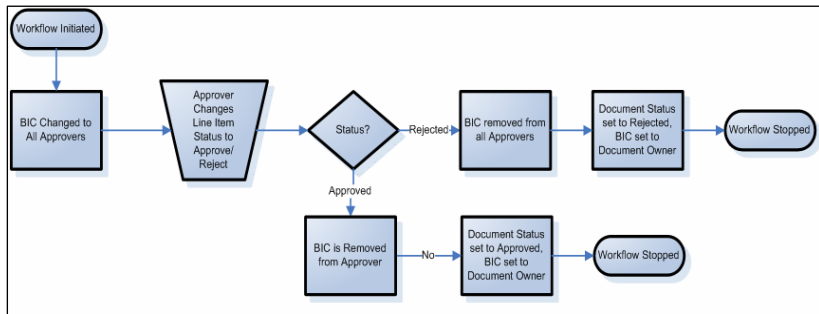 Workflow Initiated
BIC Changed to
All Approvers
Approver
Changes
Line Item
Status to
Approve/
Reject
Status?
Rejected
BIC removed from
all Approvers
Document Status
set to Rejected,
BIC set to
Document Owner
Workflow Stopped
Approved
BIC is Removed
from Approver
No
Document Status
set to Approved,
BIC set to
Document Owner
Workflow Stopped